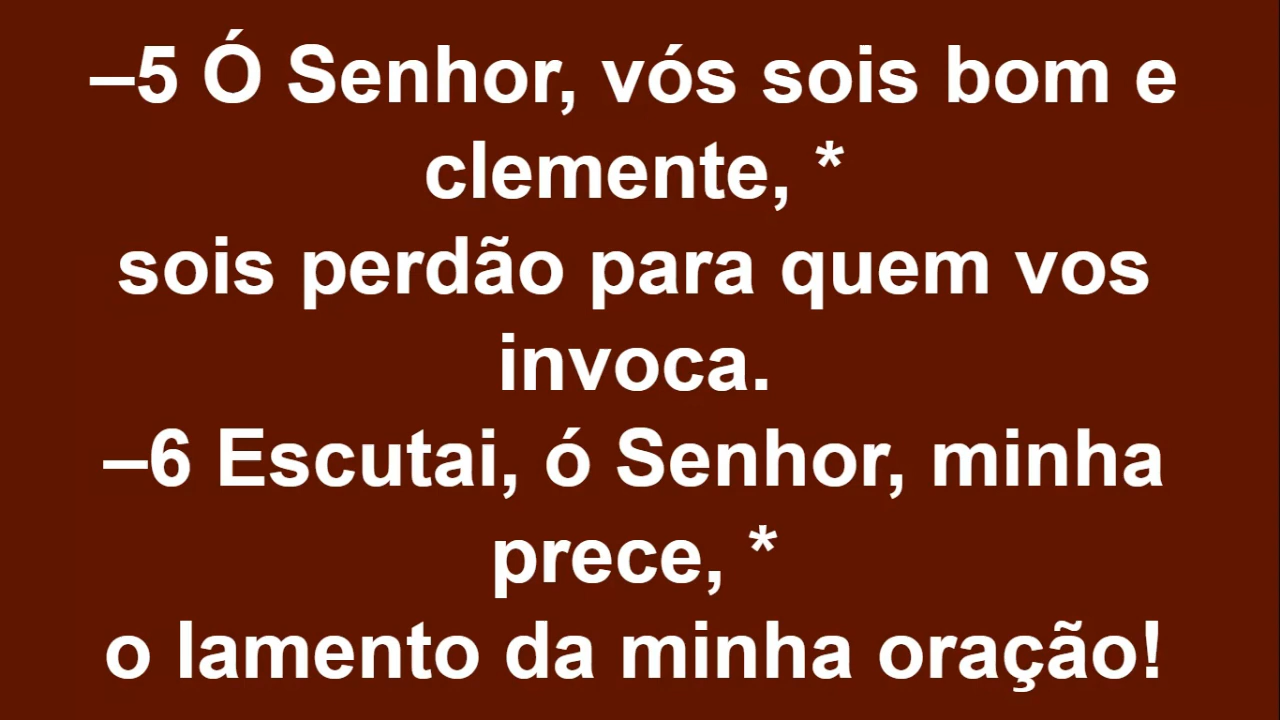 –5 Ó Senhor, vós sois bom e
clemente, *
sois perdão para quem vos
invoca.
–6 Escutai, ó Senhor, minha
prece, *
o lamento da minha oração!